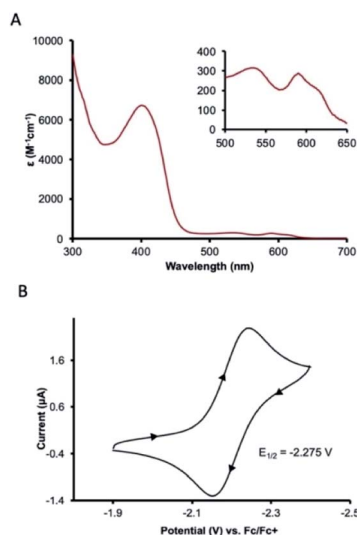 A
10000
8000
6000
4000
2000
0
300 400 500 600 700
ε (M⁻¹cm⁻¹)
Wavelength (nm)
400
300
200
100
0
500 550 600 650
B
1.6
0.6
-0.4
-1.4
-1.9 -2.1 -2.3 -2.5
Current (μA)
E1/2 = -2.275 V
Potential (V) vs. Fc/Fc+